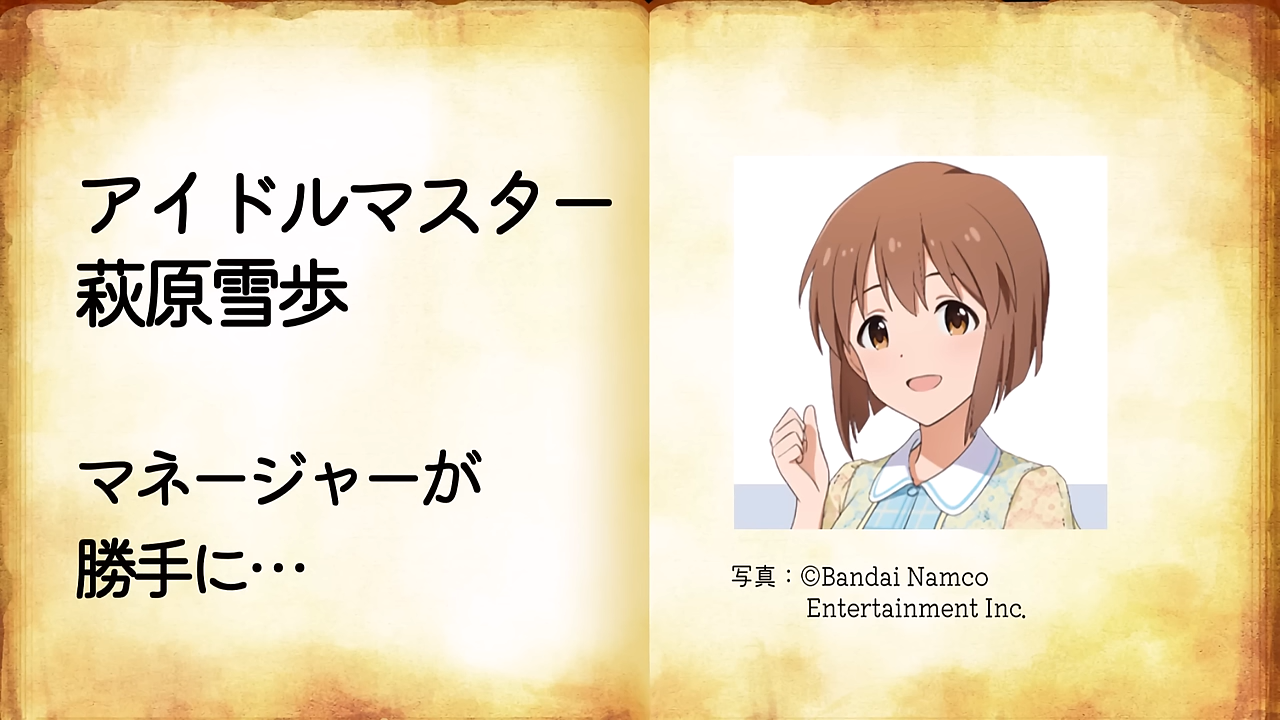 アイドルマスター
萩原雪歩
マネージャーが
勝手に…
写真：©Bandai Namco
Entertainment Inc.